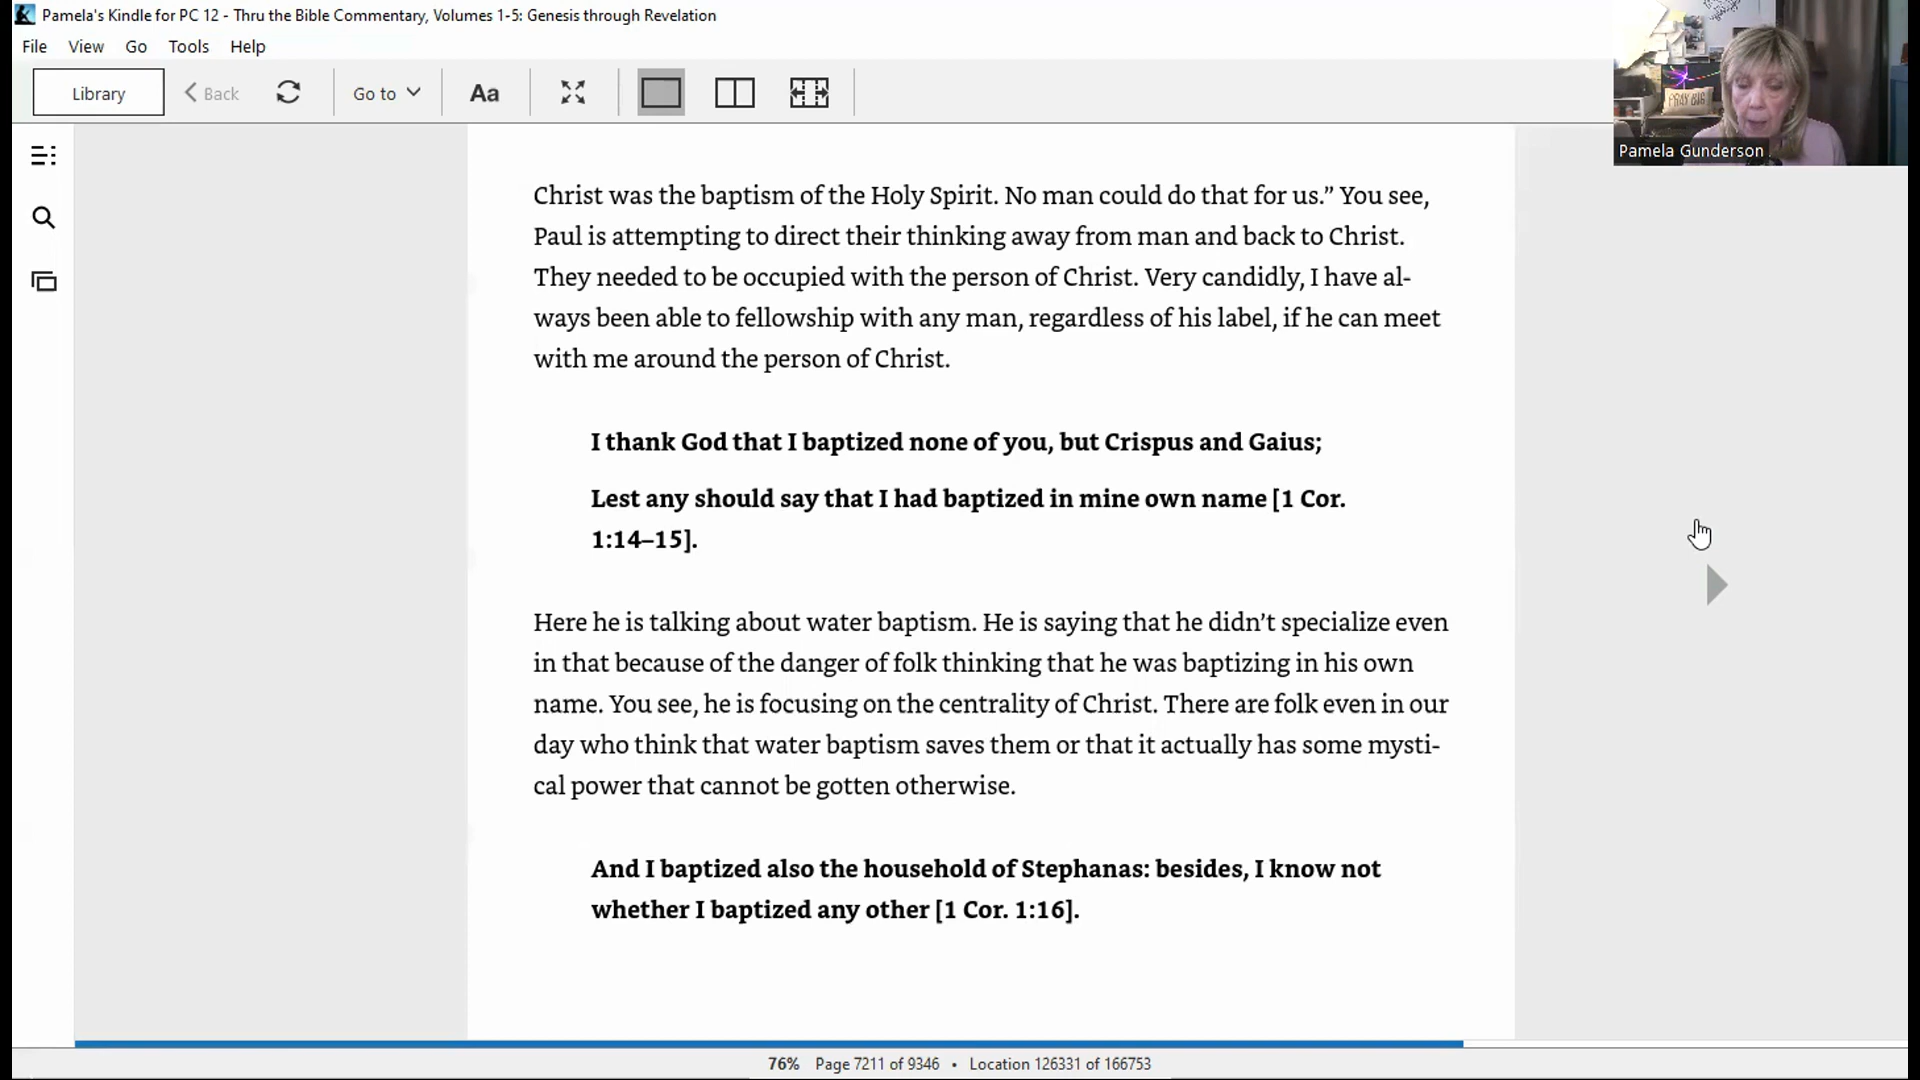 Pamela's Kindle for PC 12 - Thru the Bible Commentary, Volumes 1-5: Genesis through Revelation
File View Go Tools Help
Library Back Go to Aa
PRAY BIG
Pamela Gunderson
Christ was the baptism of the Holy Spirit. No man could do that for us.” You see,
Paul is attempting to direct their thinking away from man and back to Christ.
They needed to be occupied with the person of Christ. Very candidly, I have al-
ways been able to fellowship with any man, regardless of his label, if he can meet
with me around the person of Christ.
I thank God that I baptized none of you, but Crispus and Gaius;
Lest any should say that I had baptized in mine own name [1 Cor.
1:14–15].
Here he is talking about water baptism. He is saying that he didn’t specialize even
in that because of the danger of folk thinking that he was baptizing in his own
name. You see, he is focusing on the centrality of Christ. There are folk even in our
day who think that water baptism saves them or that it actually has some mysti-
cal power that cannot be gotten otherwise.
And I baptized also the household of Stephanas: besides, I know not
whether I baptized any other [1 Cor. 1:16].
76% Page 7211 of 9346 • Location 126331 of 166753